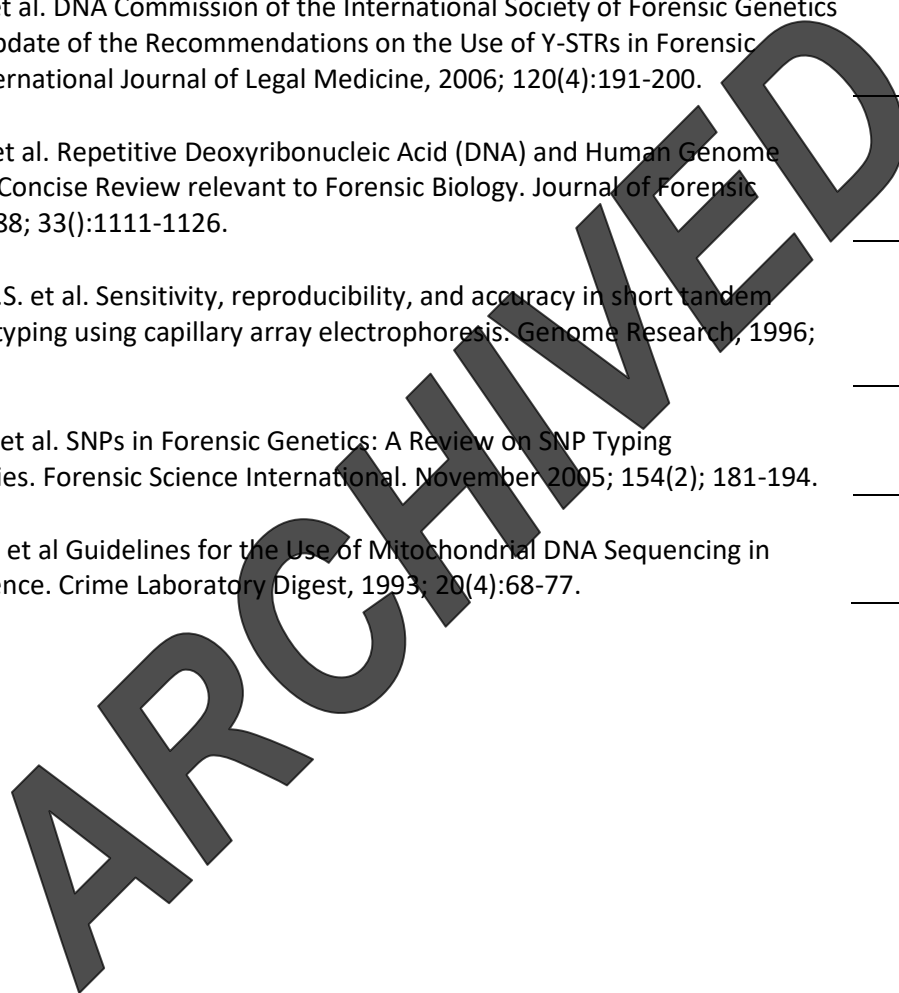 et al. DNA Commission of the International Society of Forensic Genetics
pdate of the Recommendations on the Use of Y-STRs in Forensic
ernational Journal of Legal Medicine, 2006; 120(4):191-200.
et al. Repetitive Deoxyribonucleic Acid (DNA) and Human Genome
Concise Review relevant to Forensic Biology. Journal of Forensic
88; 33():1111-1126.
.S. et al. Sensitivity, reproducibility, and accuracy in short tandem
typing using capillary array electrophoresis. Genome Research, 1996;
et al. SNPs in Forensic Genetics: A Review on SNP Typing
ies. Forensic Science International. November 2005; 154(2); 181-194.
et al Guidelines for the Use of Mitochondrial DNA Sequencing in
ence. Crime Laboratory Digest, 1993; 20(4):68-77.
ARCHIVED